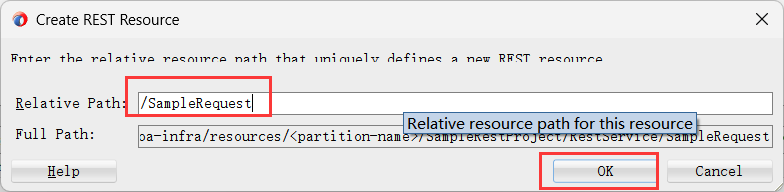 Create REST Resource
Enter the relative resource path that uniquely defines a new REST resource
Relative Path: /SampleRequest
Relative resource path for this resource
Full Path: oa-infra/resources/<partition-name>/SampleRestProject/RestService/SampleRequest
Help OK Cancel